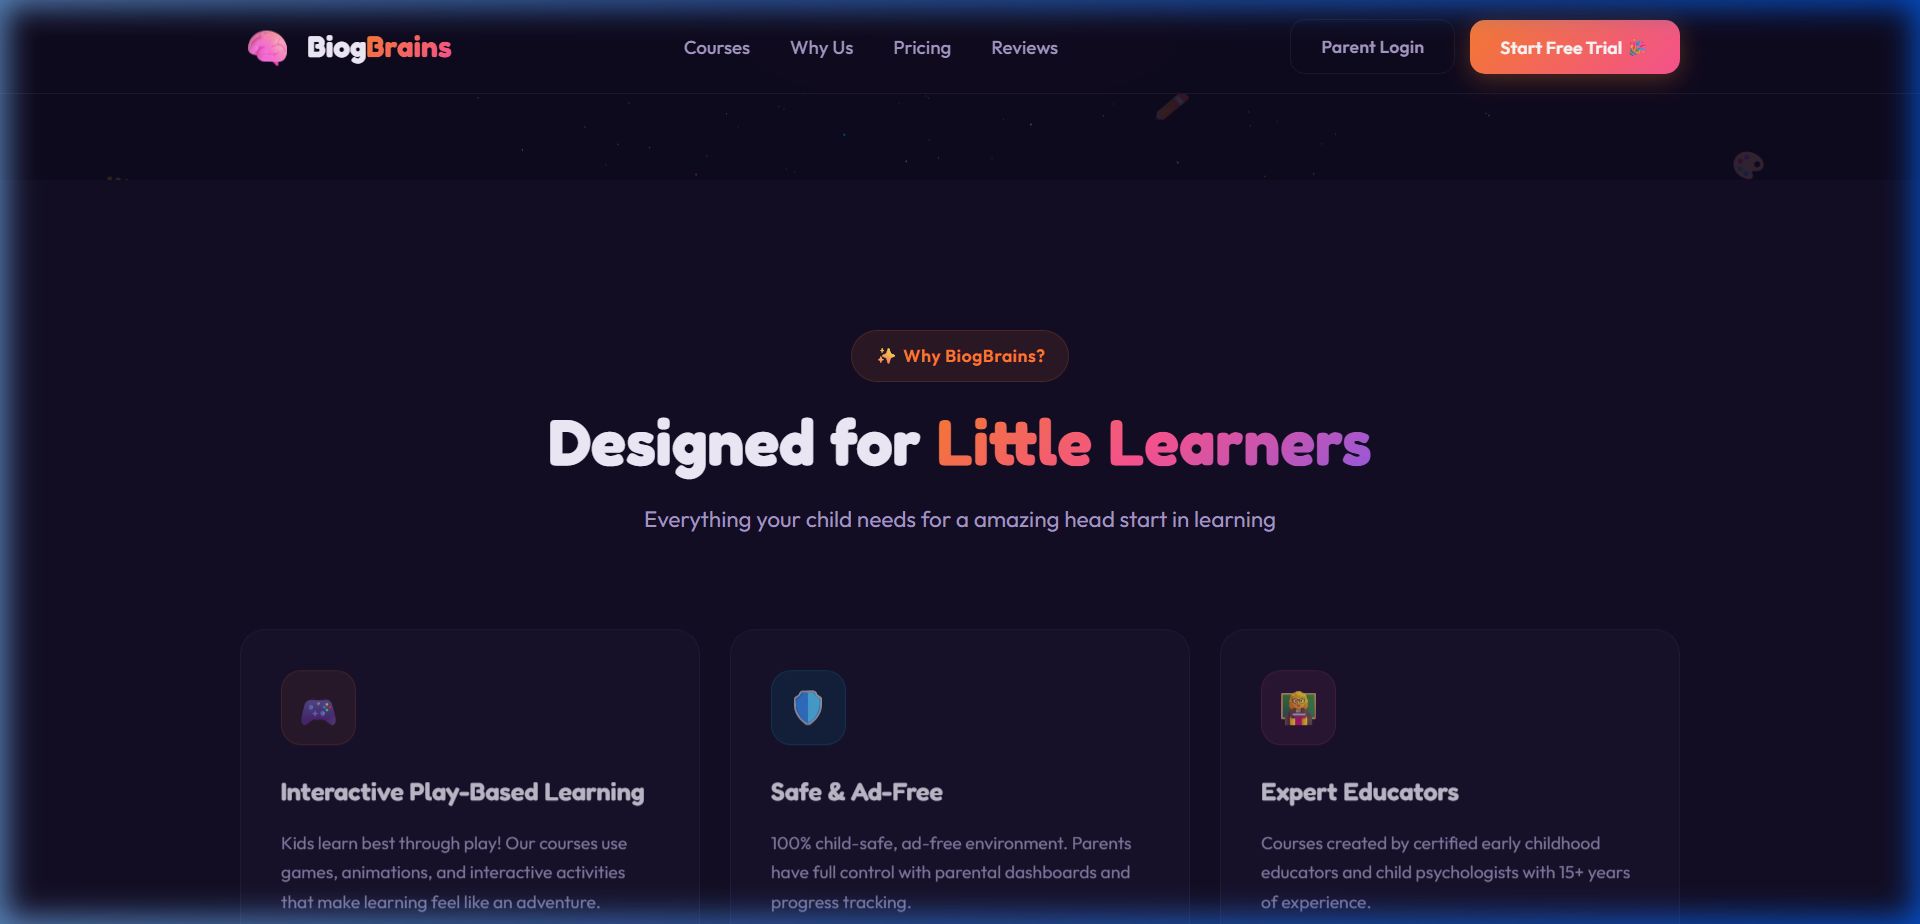 BiogBrains
Courses
Why Us
Pricing
Reviews
Parent Login
Start Free Trial 🎉
✨ Why BiogBrains?
Designed for Little Learners
Everything your child needs for a amazing head start in learning
Interactive Play-Based Learning
Kids learn best through play! Our courses use
games, animations, and interactive activities
that make learning feel like an adventure.
Safe & Ad-Free
100% child-safe, ad-free environment. Parents
have full control with parental dashboards and
progress tracking.
Expert Educators
Courses created by certified early childhood
educators and child psychologists with 15+ years
of experience.